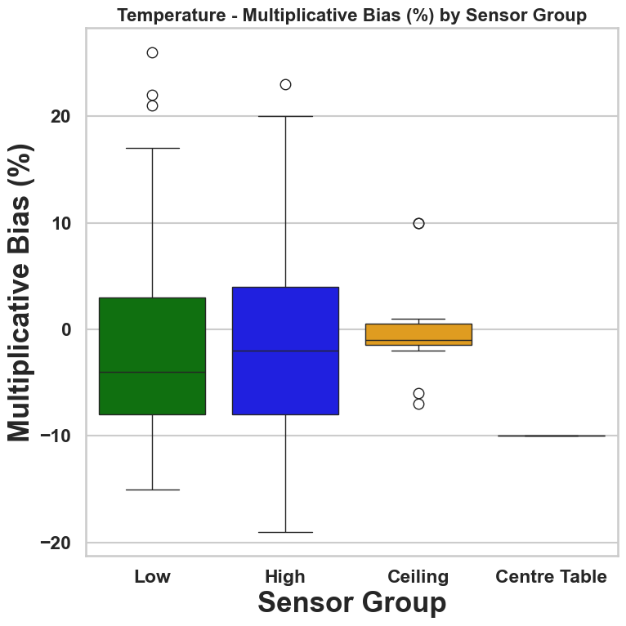 Temperature - Multiplicative Bias (%) by Sensor Group
Multiplicative Bias (%)
20
10
0
−10
−20
Low High Ceiling Centre Table
Sensor Group